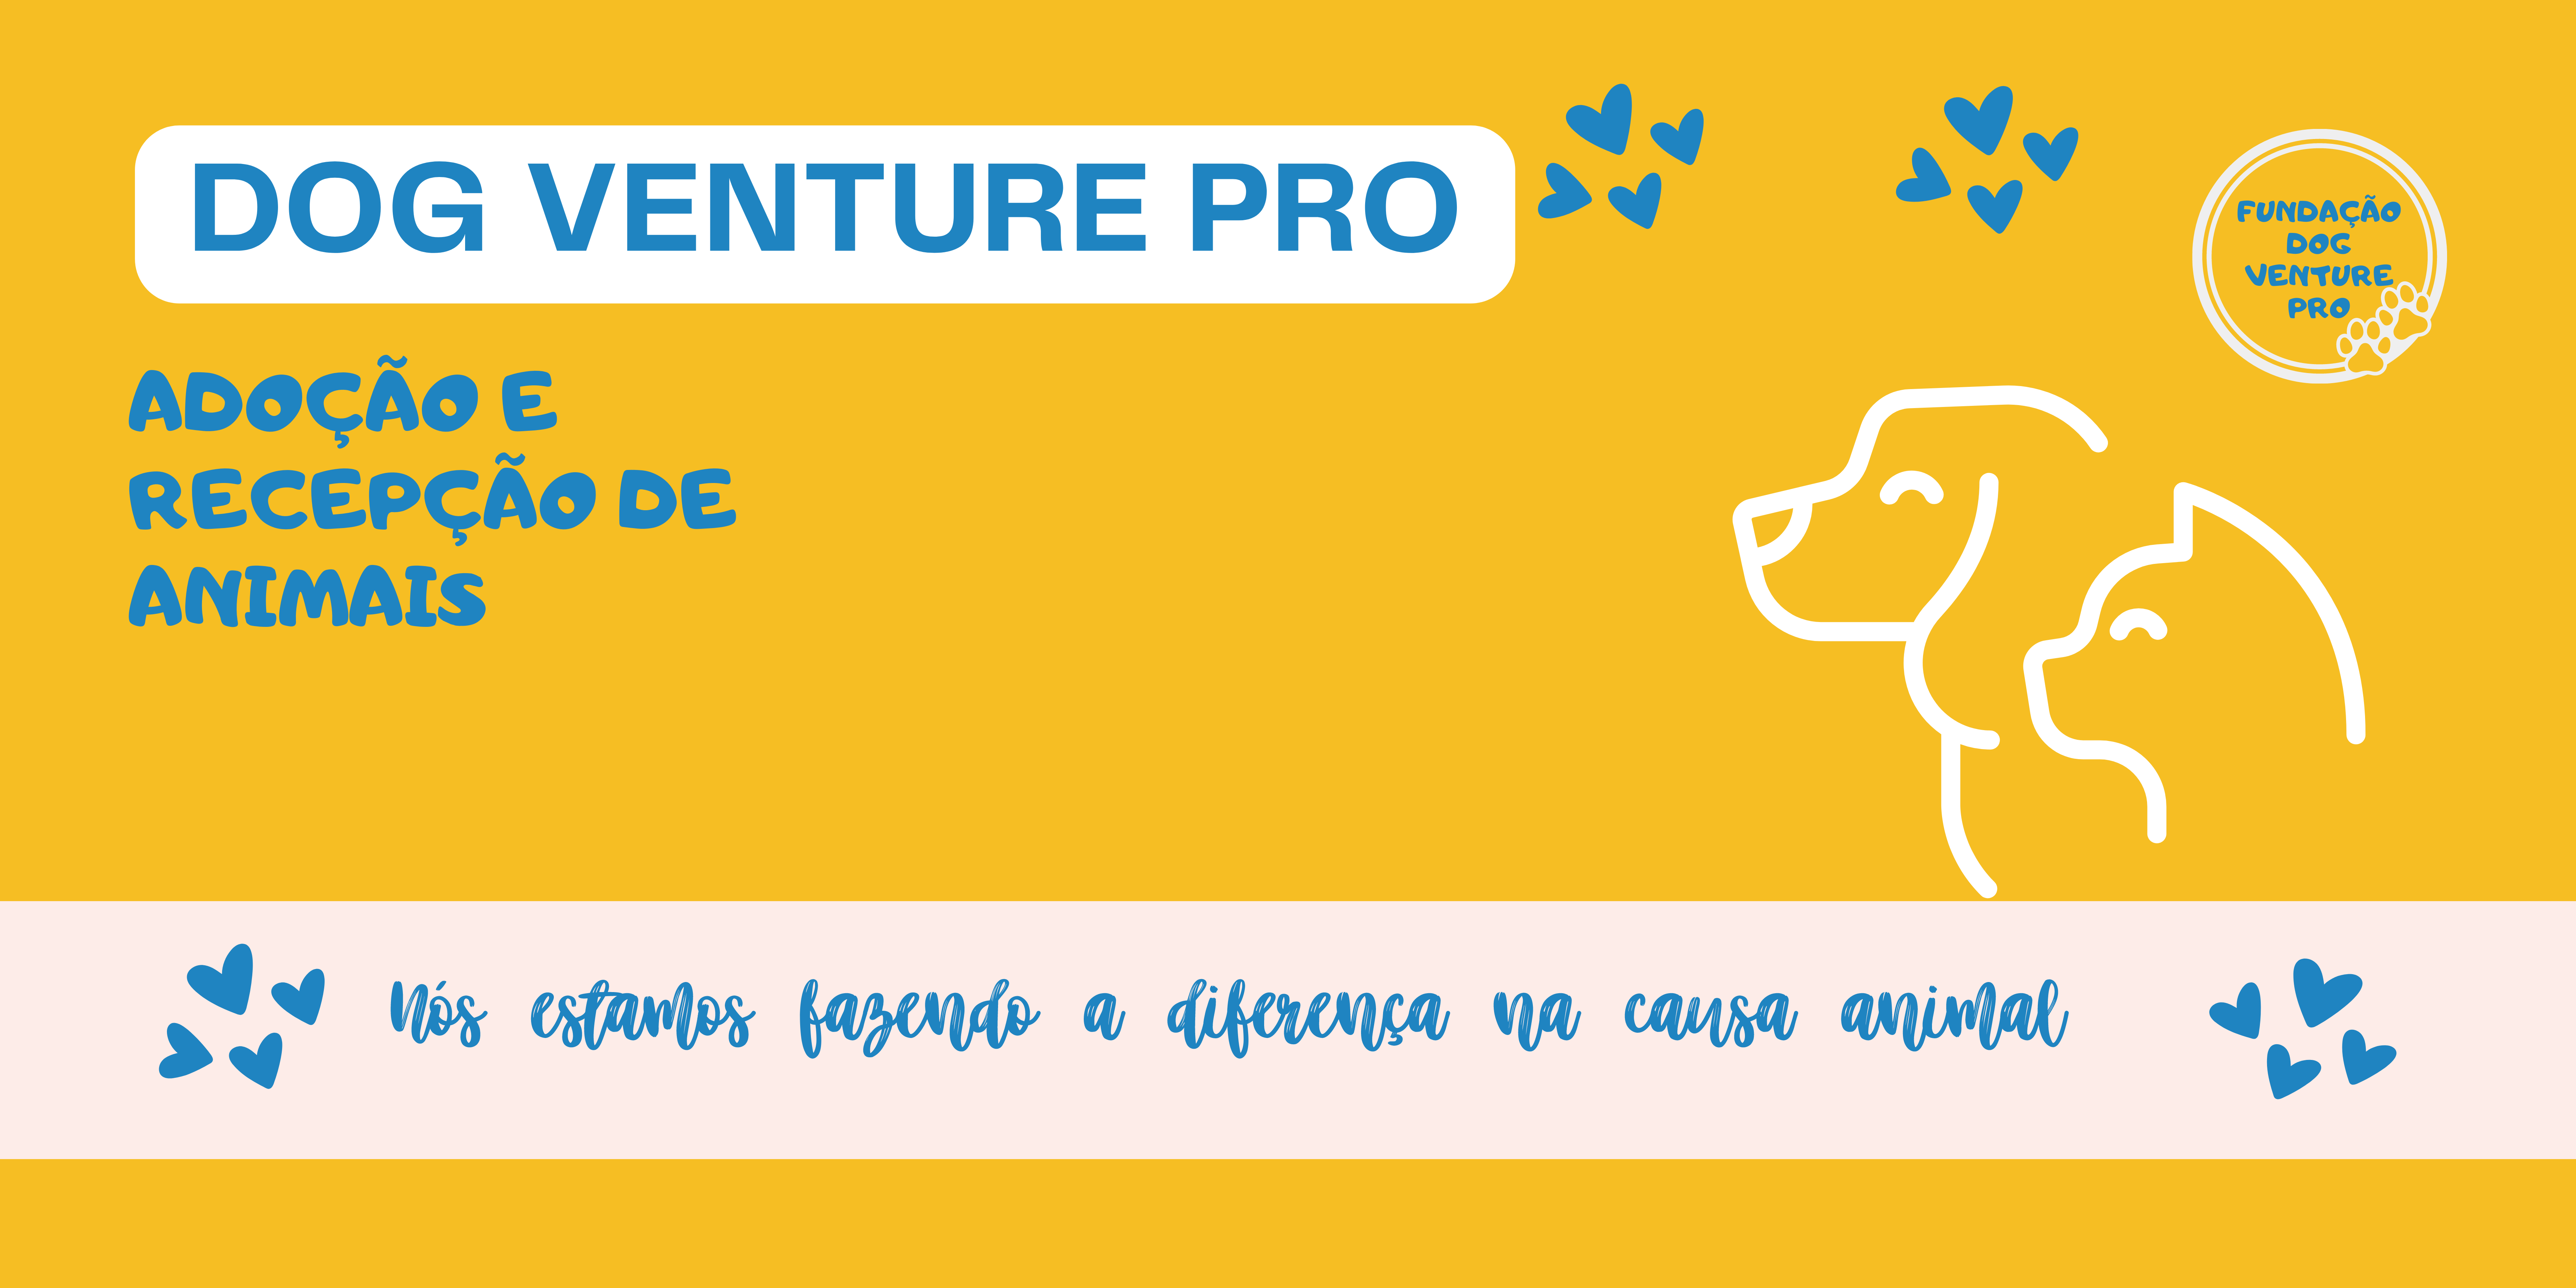 DOG VENTURE PRO
FUNDAÇÃO
DOG
VENTURE
PRO
ADOÇÃO E
RECEPÇÃO DE
ANIMAIS
Nós estamos fazendo a diferença na causa animal